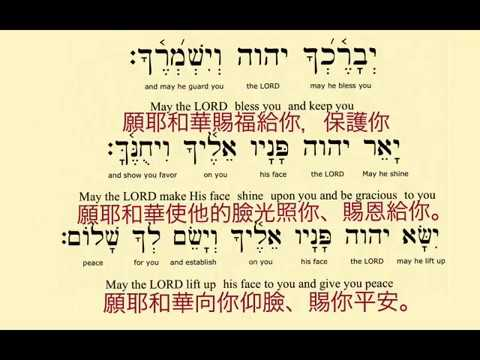 יְבָרֶכְךָ יהוה וְיִשְׁמְרֶךָ׃
and may he guard you the LORD may he bless you
May the LORD bless you and keep you
願耶和華賜福給你，保護你
יָאֵר יהוה פָּנָיו אֵלֶיךָ וִיחֻנֶּךָּ׃
and show you favor on you his face the LORD May he shine
May the LORD make His face shine upon you and be gracious to you
願耶和華使他的臉光照你、賜恩給你。
יִשָּׂא יהוה פָּנָיו אֵלֶיךָ וְיָשֵׂם לְךָ שָׁלוֹם׃
peace for you and establish on you his face the LORD may he lift up
May the LORD lift up his face to you and give you peace
願耶和華向你仰臉、賜你平安。